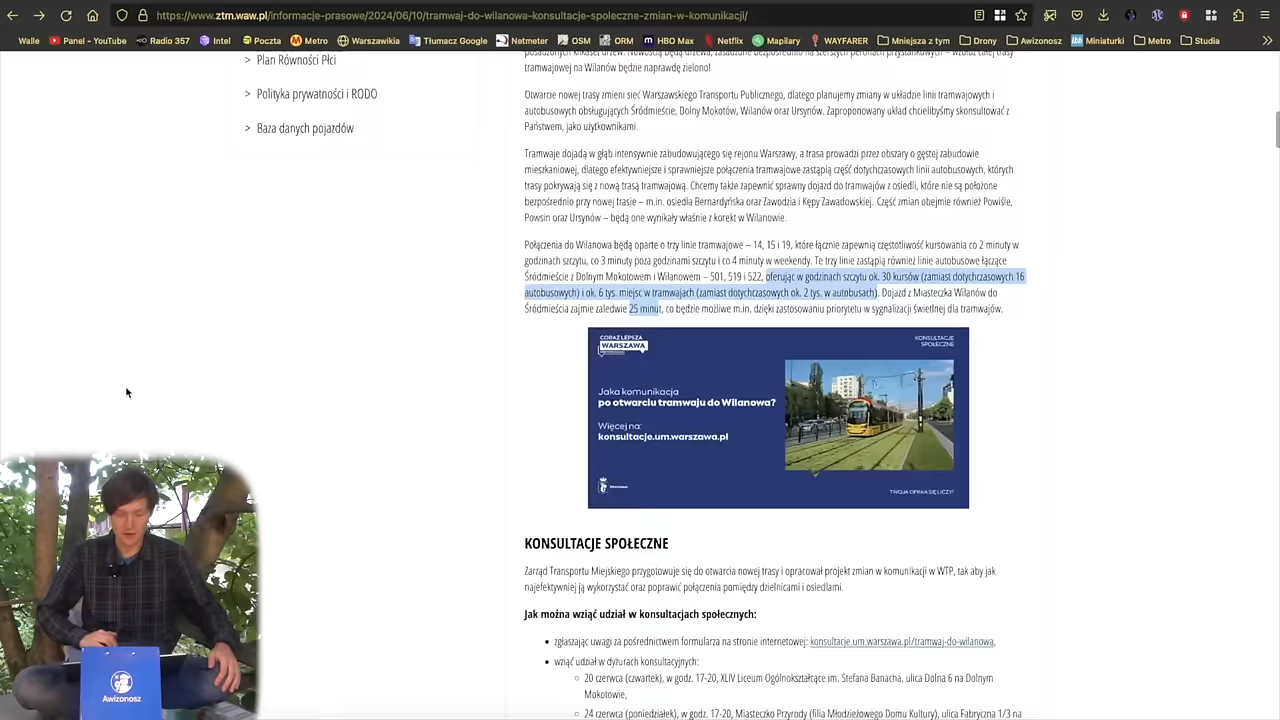 https://www.ztm.waw.pl/informacje-prasowe/2024/06/10/tramwaj-do-wilanowa-konsultacje-spoleczne-zmian-w-komunikacji/
Walle Panel - YouTube Radio 357 Intel Poczta Metro Warszawikia Tłumacz Google Netmeter OSM ORM HBO Max Netflix Mapilary WAYFARER Mniejsza z tym Drony Awizonosz Miniaturki Metro Studia
> Plan Równości Płci
> Polityka prywatności i RODO
> Baza danych pojazdów
tramwajowej na Wilanów będzie naprawdę zielono!
Otwarcie nowej trasy zmieni sieć Warszawskiego Transportu Publicznego, dlatego planujemy zmiany w układzie linii tramwajowych i
autobusowych obsługujących Śródmieście, Dolny Mokotów, Wilanów oraz Ursynów. Zaproponowany układ chcielibyśmy skonsultować z
Państwem, jako użytkownikami.
Tramwaje dojadą w głąb intensywnie zabudowującego się rejonu Warszawy, a trasa prowadzi przez obszary o gęstej zabudowie
mieszkaniowej, dlatego efektywniejsze i sprawniejsze połączenia tramwajowe zastąpią część dotychczasowych linii autobusowych, których
trasy pokrywają się z nową trasą tramwajową. Chcemy także zapewnić sprawny dojazd do tramwajów z osiedli, które nie są położone
bezpośrednio przy nowej trasie – m.in. osiedla Bernardyńska oraz Zawodzia i Kępy Zawadowskiej. Część zmian obejmie również Powiśle,
Powsin oraz Ursynów – będą one wynikały właśnie z korekt w Wilanowie.
Połączenia do Wilanowa będą oparte o trzy linie tramwajowe – 14, 15 i 19, które łącznie zapewnią częstotliwość kursowania co 2 minuty w
godzinach szczytu, co 3 minuty poza godzinami szczytu i co 4 minuty w weekendy. Te trzy linie zastąpią również linie autobusowe łączące
Śródmieście z Dolnym Mokotowem i Wilanowem – 501, 519 i 522, oferując w godzinach szczytu ok. 30 kursów (zamiast dotychczasowych 16
autobusowych) i ok. 6 tys. miejsc w tramwajach (zamiast dotychczasowych ok. 2 tys. w autobusach). Dojazd z Miasteczka Wilanów do
Śródmieścia zajmie zaledwie 25 minut, co będzie możliwe m.in. dzięki zastosowaniu priorytetu w sygnalizacji świetlnej dla tramwajów.
CORAZ LEPSZA
WARSZAWA
KONSULTACJE
SPOŁECZNE
Jaka komunikacja
po otwarciu tramwaju do Wilanowa?
Więcej na:
konsultacje.um.warszawa.pl
TWOJA OPINIA SIĘ LICZY!
KONSULTACJE SPOŁECZNE
Zarząd Transportu Miejskiego przygotowuje się do otwarcia nowej trasy i opracował projekt zmian w komunikacji w WTP, tak aby jak
najefektywniej ją wykorzystać oraz poprawić połączenia pomiędzy dzielnicami i osiedlami.
Jak można wziąć udział w konsultacjach społecznych:
• zgłaszając uwagi za pośrednictwem formularza na stronie internetowej: konsultacje.um.warszawa.pl/tramwaj-do-wilanowa,
• wziąć udział w dyżurach konsultacyjnych:
○ 20 czerwca (czwartek), w godz. 17-20, XLIV Liceum Ogólnokształcące im. Stefana Banacha, ulica Dolna 6 na Dolnym
Mokotowie,
○ 24 czerwca (poniedziałek), w godz. 17-20, Miasteczko Przyrody (filia Młodzieżowego Domu Kultury), ulica Fabryczna 1/3 na
Awizonosz